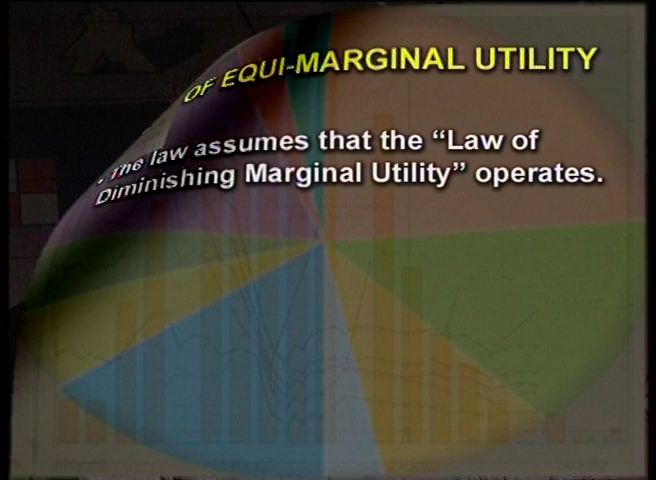 OF EQUI-MARGINAL UTILITY
. The law assumes that the “Law of
Diminishing Marginal Utility” operates.